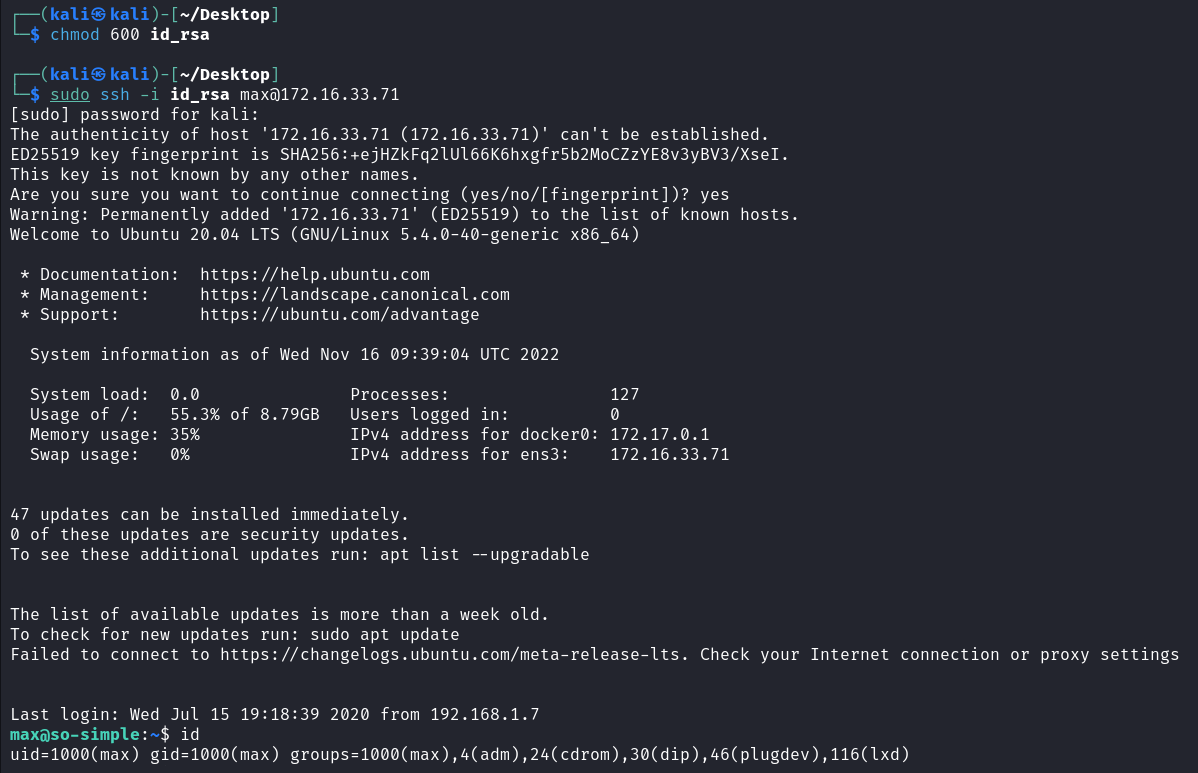 ┌──(kali㉿kali)-[~/Desktop]
└─$ chmod 600 id_rsa
┌──(kali㉿kali)-[~/Desktop]
└─$ sudo ssh -i id_rsa max@172.16.33.71
[sudo] password for kali:
The authenticity of host '172.16.33.71 (172.16.33.71)' can't be established.
ED25519 key fingerprint is SHA256:+ejHZkFq2lUl66K6hxgfr5b2MoCZzYE8v3yBV3/XseI.
This key is not known by any other names.
Are you sure you want to continue connecting (yes/no/[fingerprint])? yes
Warning: Permanently added '172.16.33.71' (ED25519) to the list of known hosts.
Welcome to Ubuntu 20.04 LTS (GNU/Linux 5.4.0-40-generic x86_64)
* Documentation:  https://help.ubuntu.com
* Management:     https://landscape.canonical.com
* Support:        https://ubuntu.com/advantage
System information as of Wed Nov 16 09:39:04 UTC 2022
System load:  0.0               Processes:                127
Usage of /:   55.3% of 8.79GB   Users logged in:          0
Memory usage: 35%               IPv4 address for docker0: 172.17.0.1
Swap usage:   0%                IPv4 address for ens3:    172.16.33.71
47 updates can be installed immediately.
0 of these updates are security updates.
To see these additional updates run: apt list --upgradable
The list of available updates is more than a week old.
To check for new updates run: sudo apt update
Failed to connect to https://changelogs.ubuntu.com/meta-release-lts. Check your Internet connection or proxy settings
Last login: Wed Jul 15 19:18:39 2020 from 192.168.1.7
max@so-simple:~$ id
uid=1000(max) gid=1000(max) groups=1000(max),4(adm),24(cdrom),30(dip),46(plugdev),116(lxd)